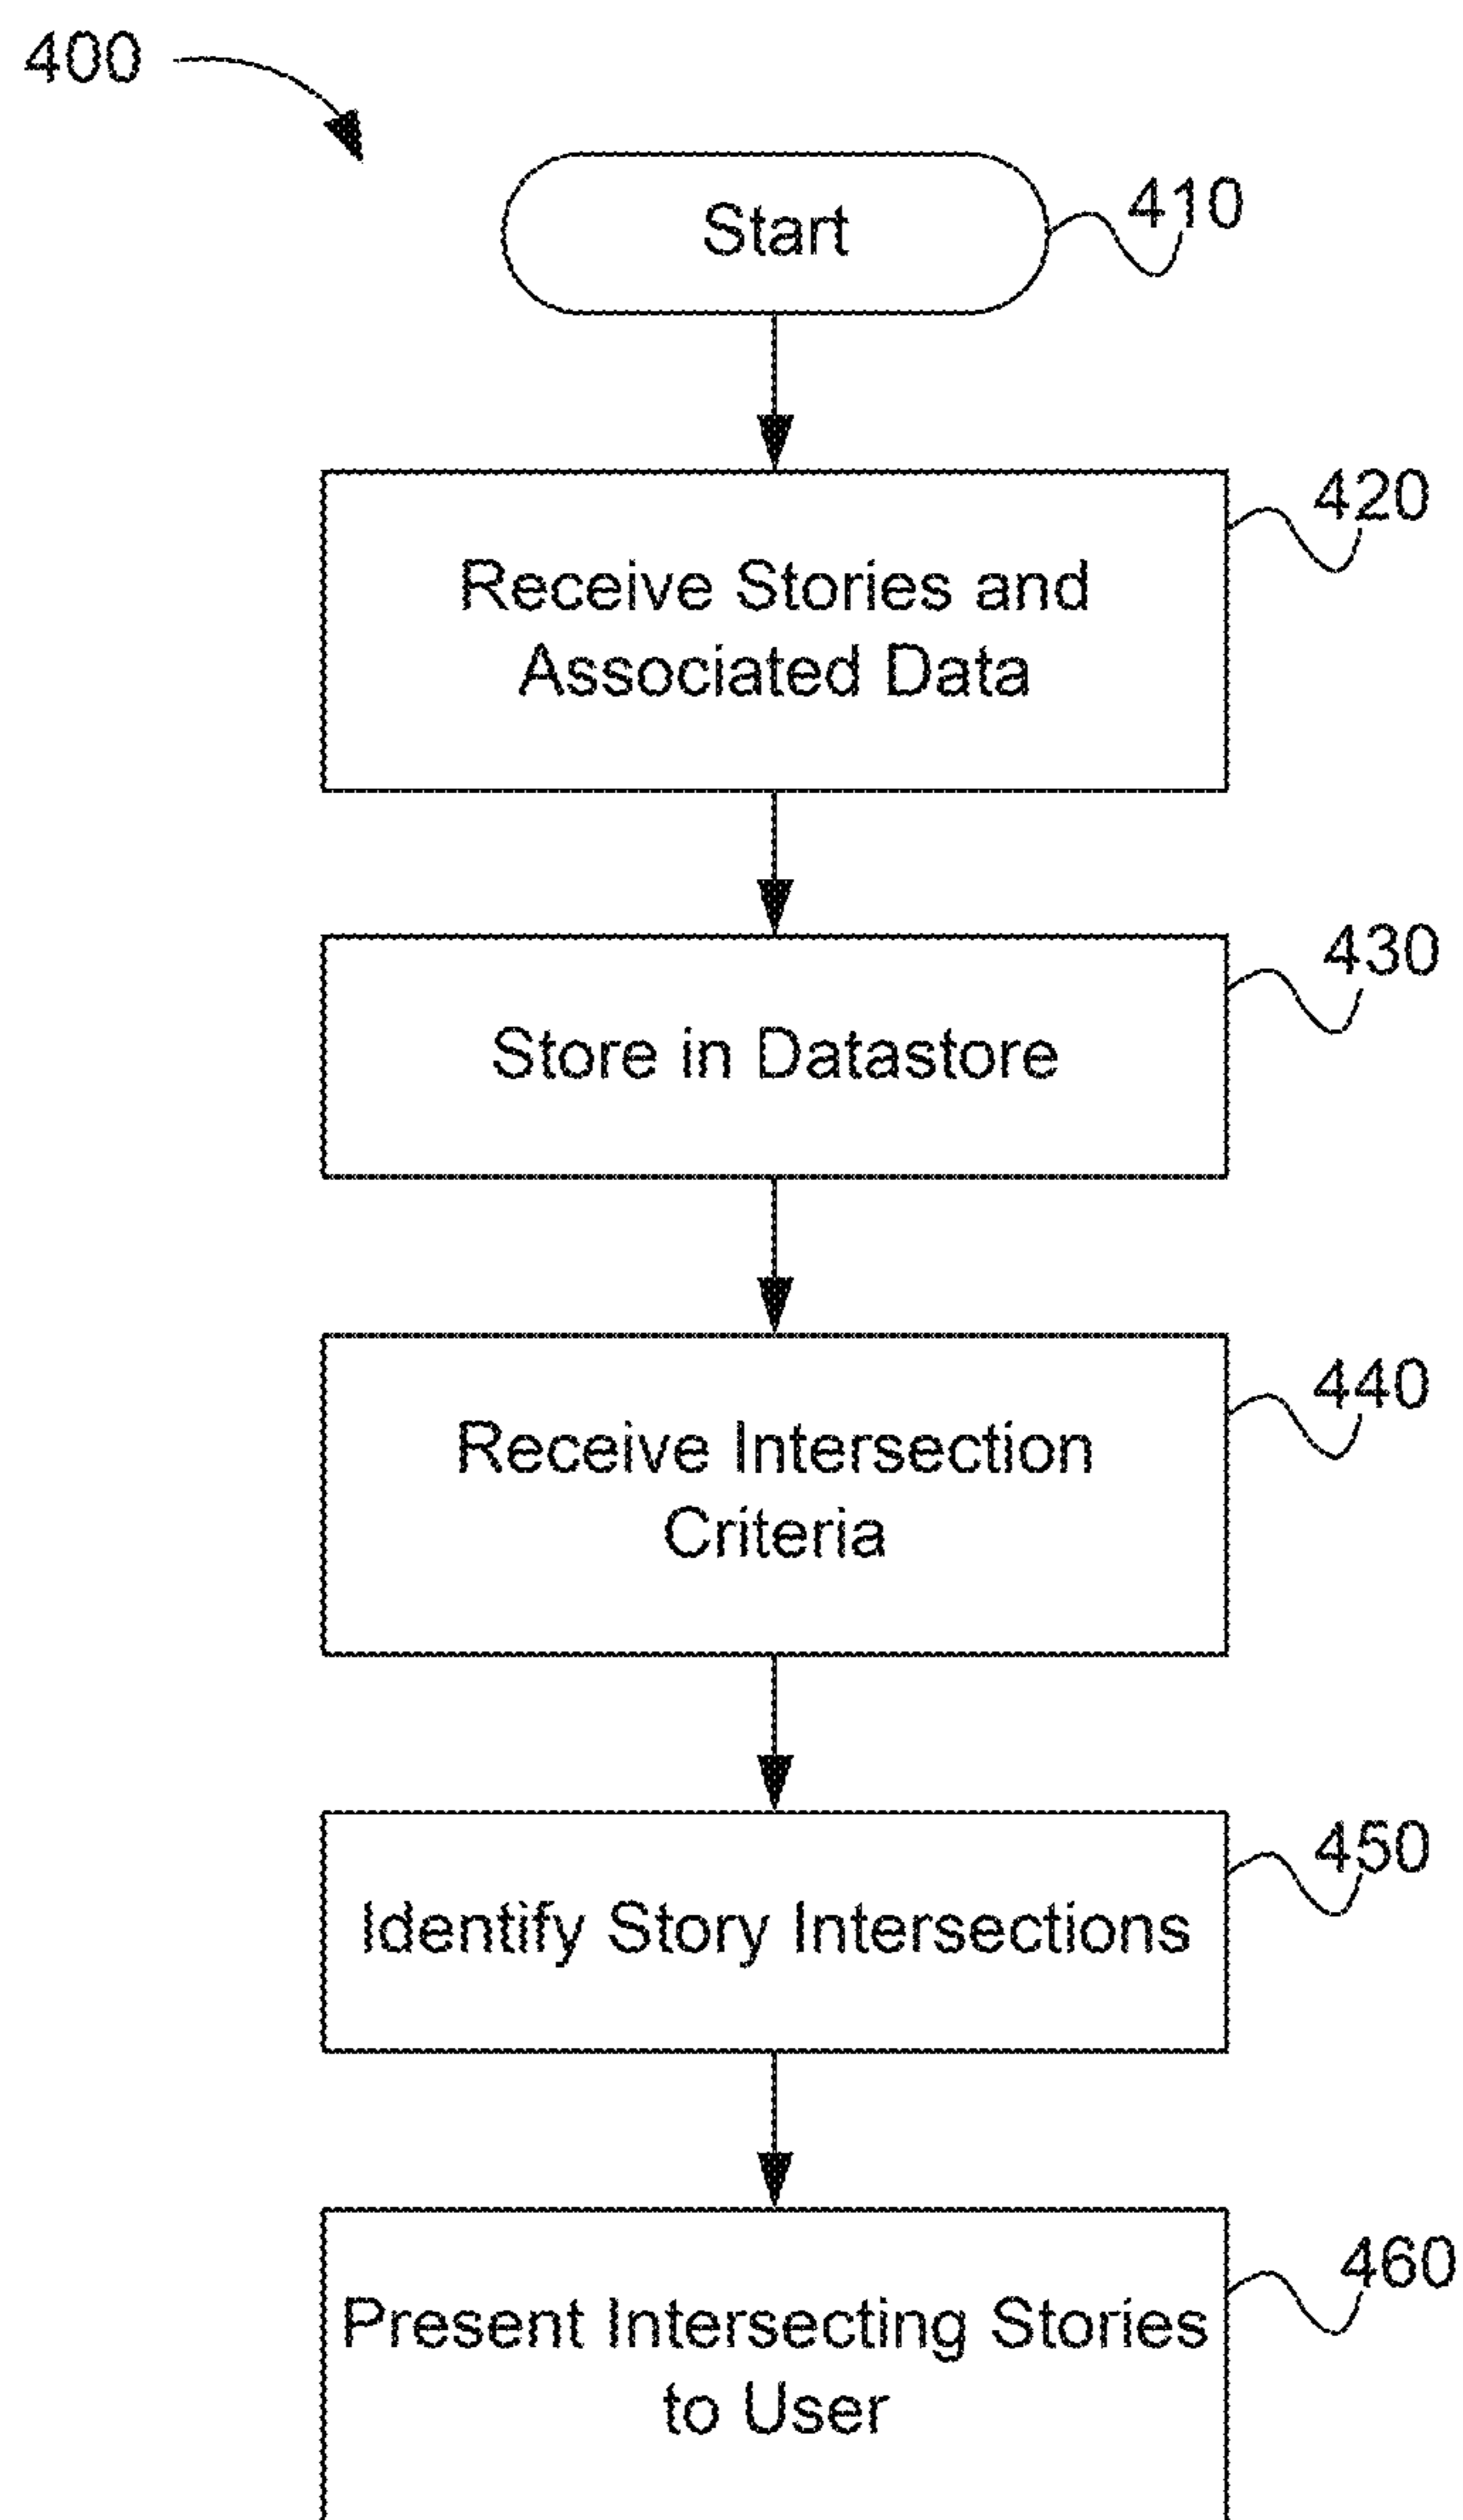 400
Start
410
Receive Stories and
Associated Data
420
Store in Datastore
430
Receive Intersection
Criteria
440
Identify Story Intersections
450
Present Intersecting Stories
to User
460